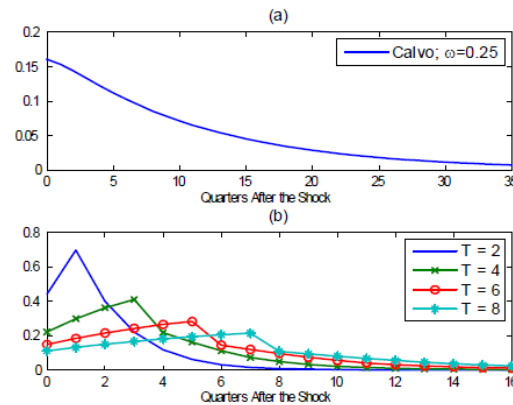 (a)
0.2
0.15
0.1
0.05
0
Calvo; ω=0.25
0 5 10 15 20 25 30 35
Quarters After the Shock
(b)
0.8
0.6
0.4
0.2
0
T = 2
T = 4
T = 6
T = 8
0 2 4 6 8 10 12 14 16
Quarters After the Shock